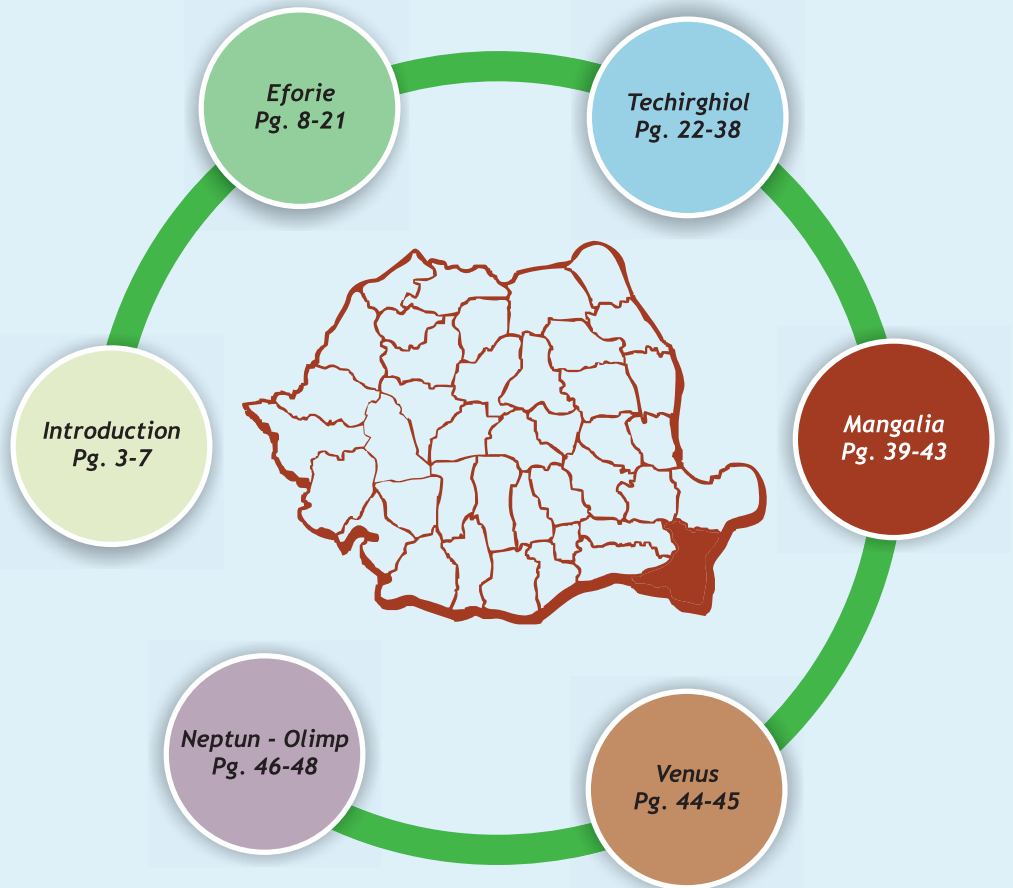 Introduction
Pg. 3-7
Eforie
Pg. 8-21
Techirghiol
Pg. 22-38
Mangalia
Pg. 39-43
Venus
Pg. 44-45
Neptun - Olimp
Pg. 46-48